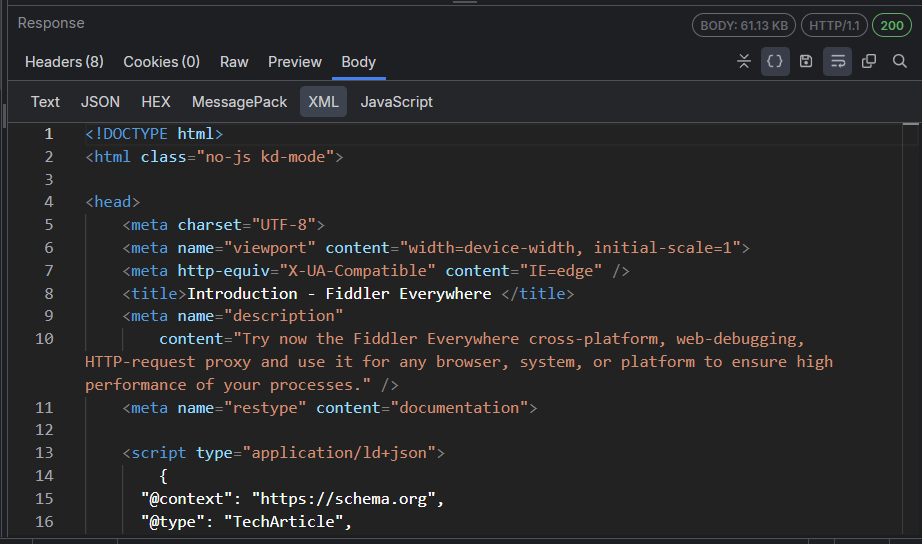 Response
BODY: 61.13 KB HTTP/1.1 200
Headers (8) Cookies (0) Raw Preview Body
Text JSON HEX MessagePack XML JavaScript
1 <!DOCTYPE html>
2 <html class="no-js kd-mode">
3
4 <head>
5 <meta charset="UTF-8">
6 <meta name="viewport" content="width=device-width, initial-scale=1">
7 <meta http-equiv="X-UA-Compatible" content="IE=edge" />
8 <title>Introduction - Fiddler Everywhere </title>
9 <meta name="description"
10 content="Try now the Fiddler Everywhere cross-platform, web-debugging,
HTTP-request proxy and use it for any browser, system, or platform to ensure high
performance of your processes." />
11 <meta name="restype" content="documentation">
12
13 <script type="application/ld+json">
14 {
15 "@context": "https://schema.org",
16 "@type": "TechArticle",